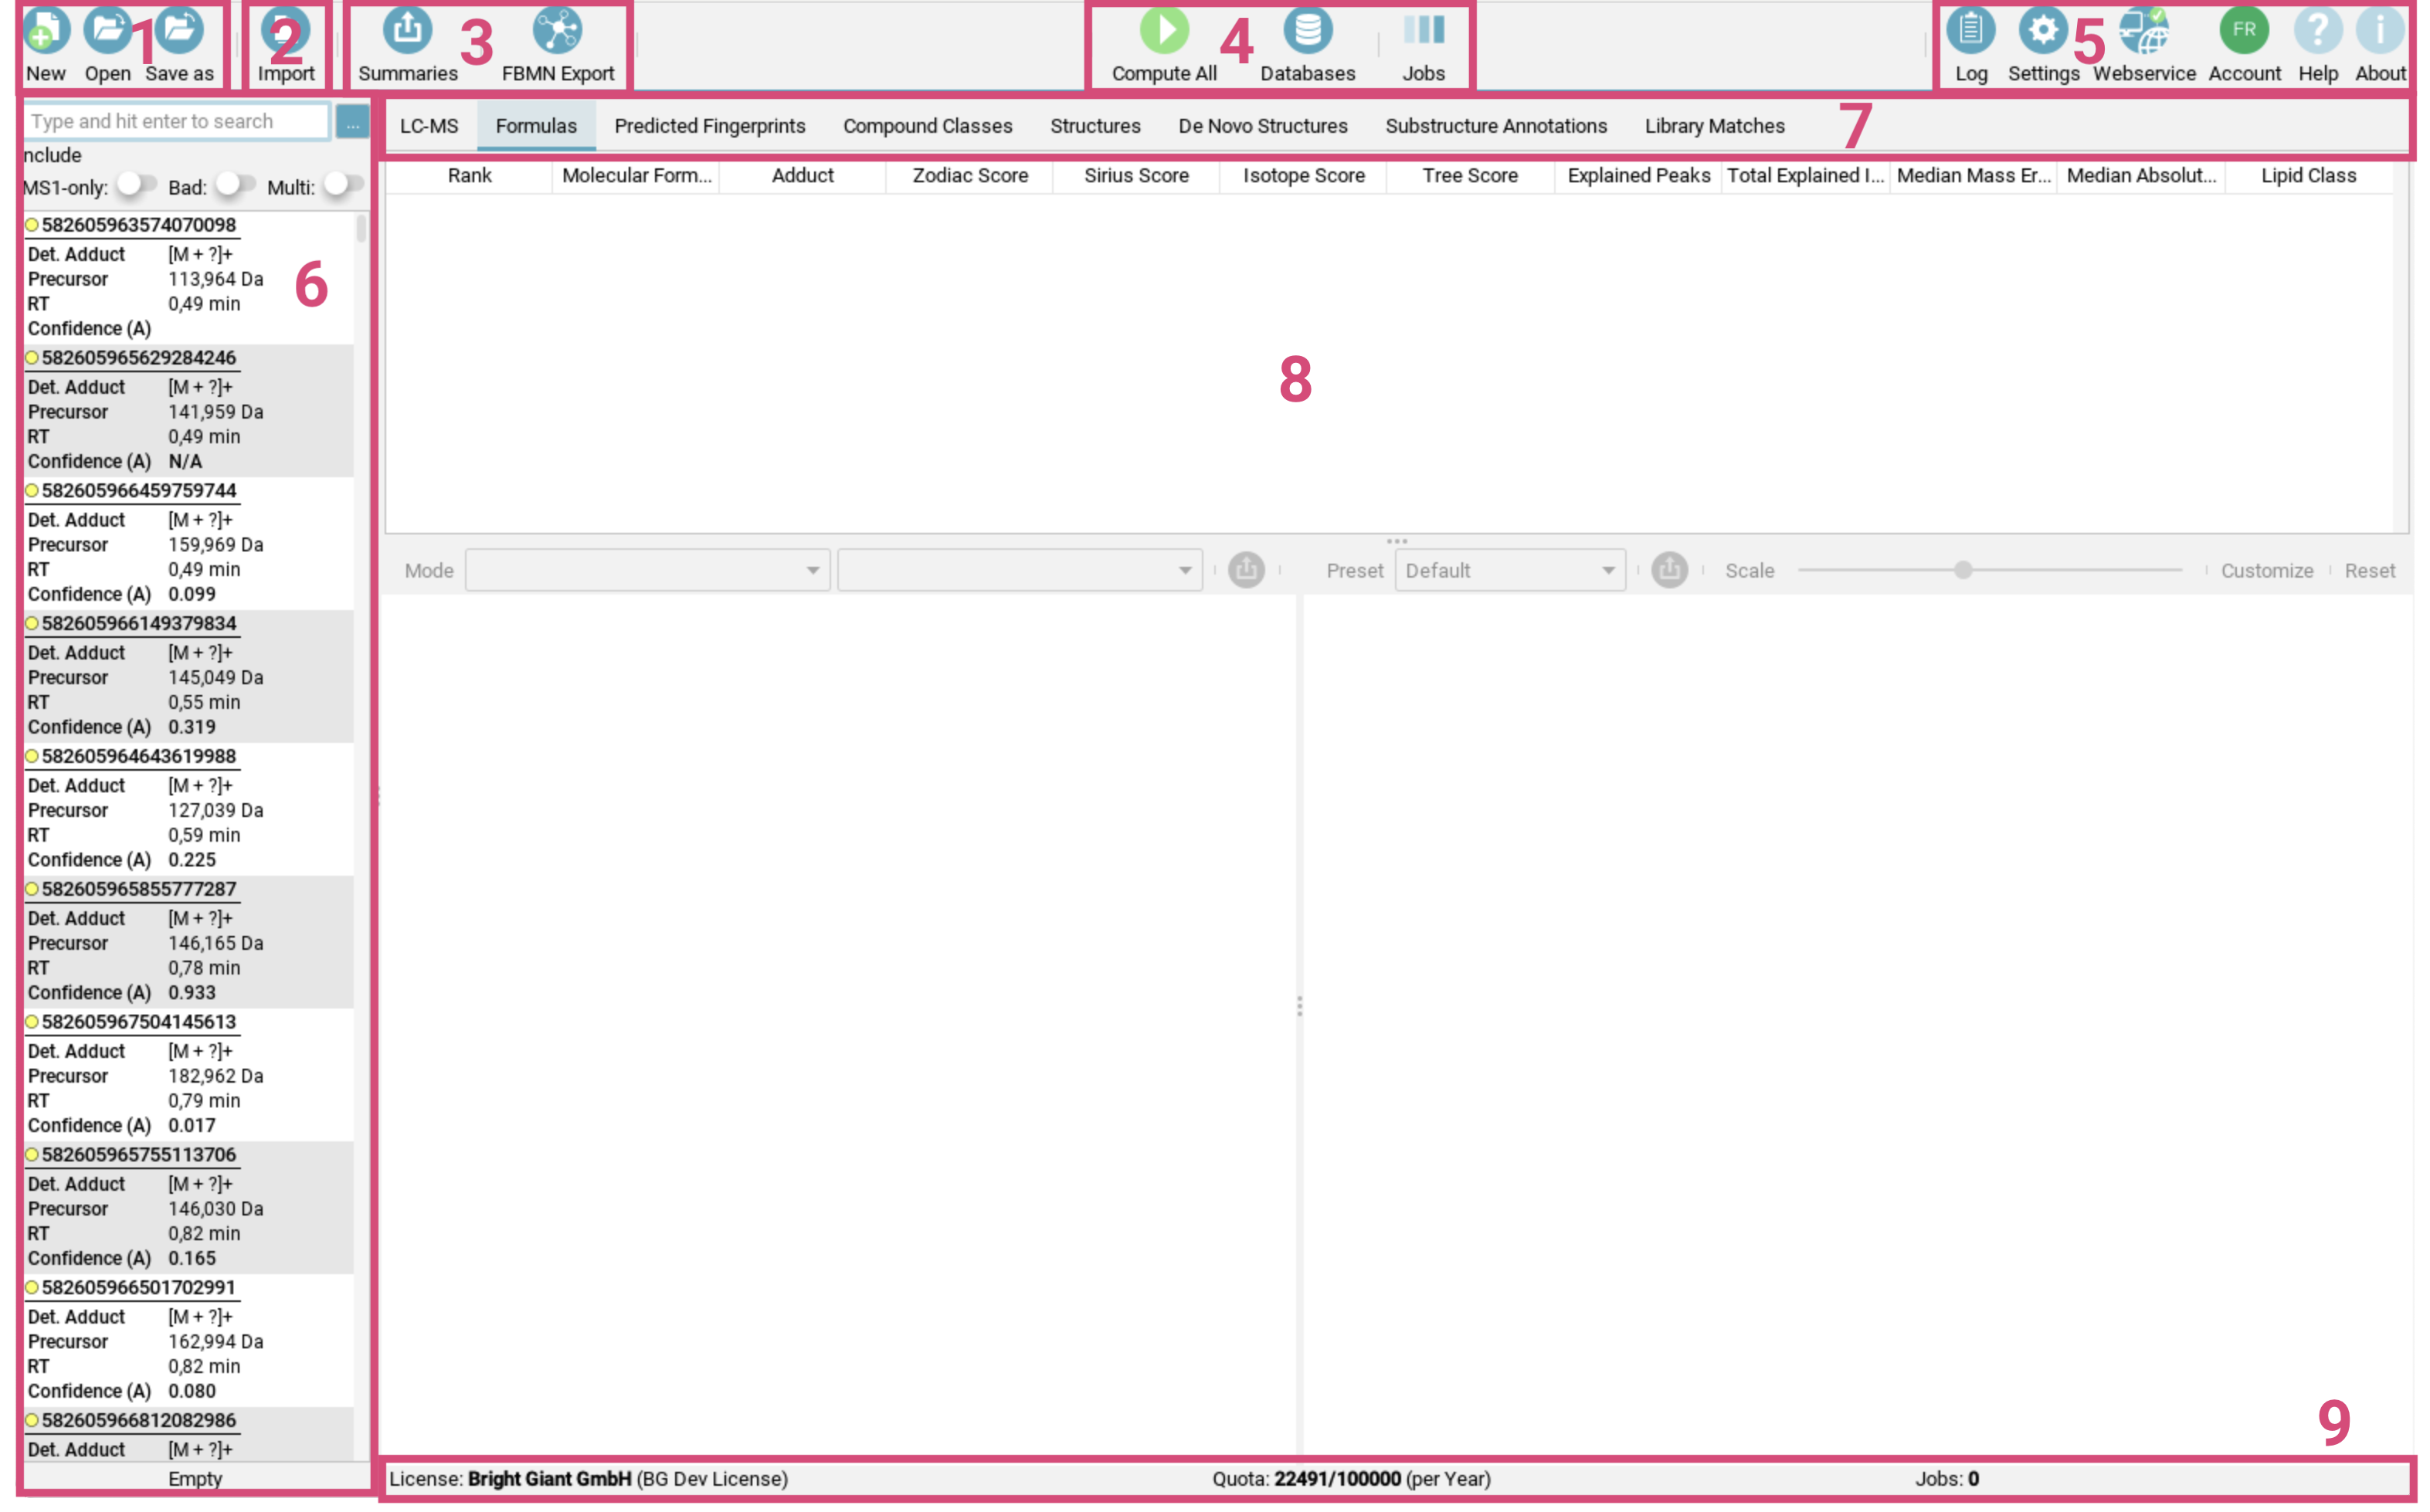 1 2 3 4 5
New Open Save as Import Summaries FBMN Export Compute All Databases Jobs Log Settings Webservice FR Account ? Help i About
Type and hit enter to search ...
nclude
MS1-only: Bad: Multi:
582605963574070098
Det. Adduct [M + ?]+
Precursor 113,964 Da
RT 0,49 min
Confidence (A)
6
582605965629284246
Det. Adduct [M + ?]+
Precursor 141,959 Da
RT 0,49 min
Confidence (A) N/A
582605966459759744
Det. Adduct [M + ?]+
Precursor 159,969 Da
RT 0,49 min
Confidence (A) 0.099
582605966149379834
Det. Adduct [M + ?]+
Precursor 145,049 Da
RT 0,55 min
Confidence (A) 0.319
582605964643619988
Det. Adduct [M + ?]+
Precursor 127,039 Da
RT 0,59 min
Confidence (A) 0.225
582605965855777287
Det. Adduct [M + ?]+
Precursor 146,165 Da
RT 0,78 min
Confidence (A) 0.933
582605967504145613
Det. Adduct [M + ?]+
Precursor 182,962 Da
RT 0,79 min
Confidence (A) 0.017
582605965755113706
Det. Adduct [M + ?]+
Precursor 146,030 Da
RT 0,82 min
Confidence (A) 0.165
582605966501702991
Det. Adduct [M + ?]+
Precursor 162,994 Da
RT 0,82 min
Confidence (A) 0.080
582605966812082986
Det. Adduct [M + ?]+
Empty
LC-MS Formulas Predicted Fingerprints Compound Classes Structures De Novo Structures Substructure Annotations Library Matches 7
Rank Molecular Form... Adduct Zodiac Score Sirius Score Isotope Score Tree Score Explained Peaks Total Explained I... Median Mass Er... Median Absolut... Lipid Class
8
Mode Preset Default Scale Customize Reset
9
License: Bright Giant GmbH (BG Dev License) Quota: 22491/100000 (per Year) Jobs: 0